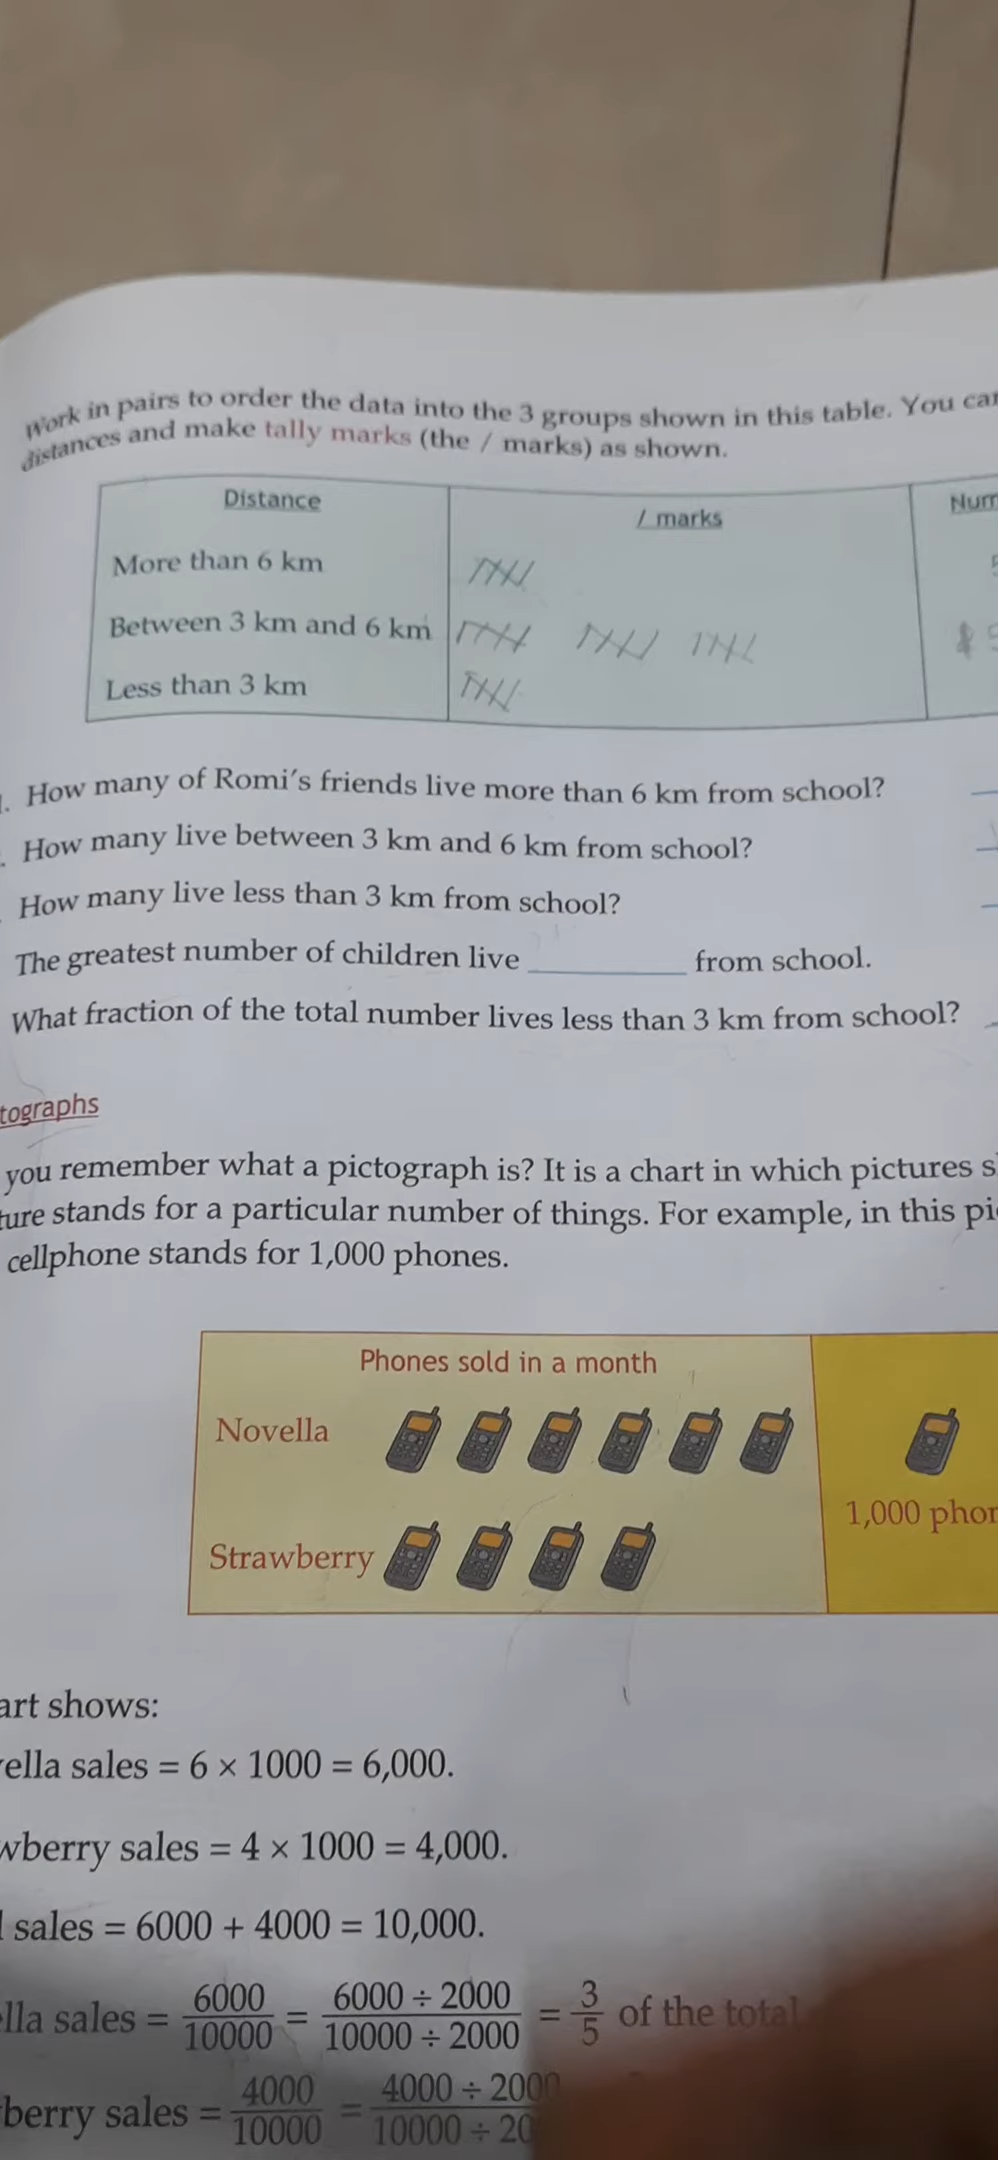 Work in pairs to order the data into the 3 groups shown in this table. You can
distances and make tally marks (the / marks) as shown.
Distance / marks Num
More than 6 km
Between 3 km and 6 km
Less than 3 km
How many of Romi's friends live more than 6 km from school?
How many live between 3 km and 6 km from school?
How many live less than 3 km from school?
The greatest number of children live ________ from school.
What fraction of the total number lives less than 3 km from school?
tographs
you remember what a pictograph is? It is a chart in which pictures s
ture stands for a particular number of things. For example, in this pi
cellphone stands for 1,000 phones.
Phones sold in a month
Novella
1,000 phon
Strawberry
art shows:
ella sales = 6 × 1000 = 6,000.
wberry sales = 4 × 1000 = 4,000.
l sales = 6000 + 4000 = 10,000.
ella sales = 6000/10000 = 6000 ÷ 2000/10000 ÷ 2000 = 3/5 of the total
berry sales = 4000/10000 = 4000 ÷ 2000/10000 ÷ 20